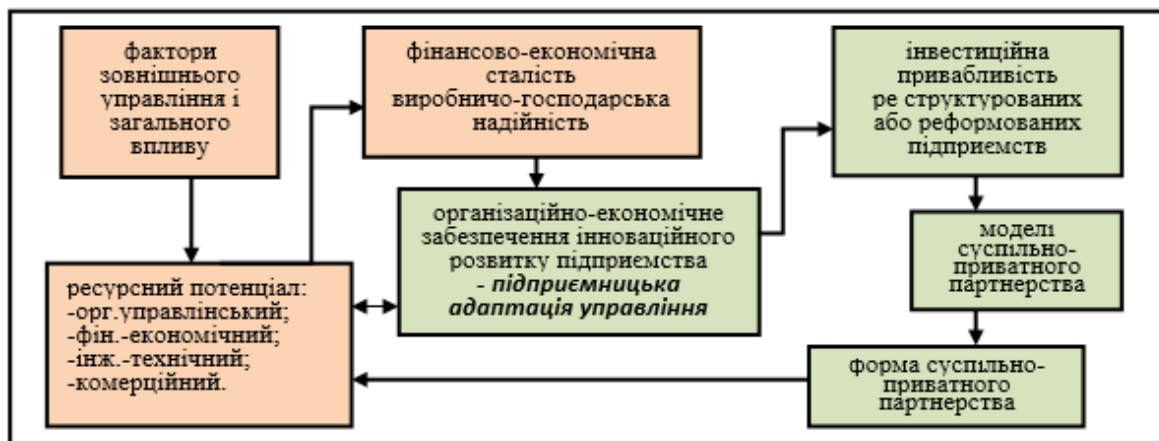 фактори
зовнішнього
управління і
загального
впливу
фінансово-економічна
сталість
виробничо-господарська
надійність
інвестиційна
привабливість
ре структурованих
або реформованих
підприємств
організаційно-економічне
забезпечення інноваційного
розвитку підприємства
- підприємницька
адаптація управління
моделі
суспільно-
приватного
партнерства
ресурсний потенціал:
-орг.управлінський;
-фін.-економічний;
-інж.-технічний;
-комерційний.
форма суспільно-
приватного
партнерства